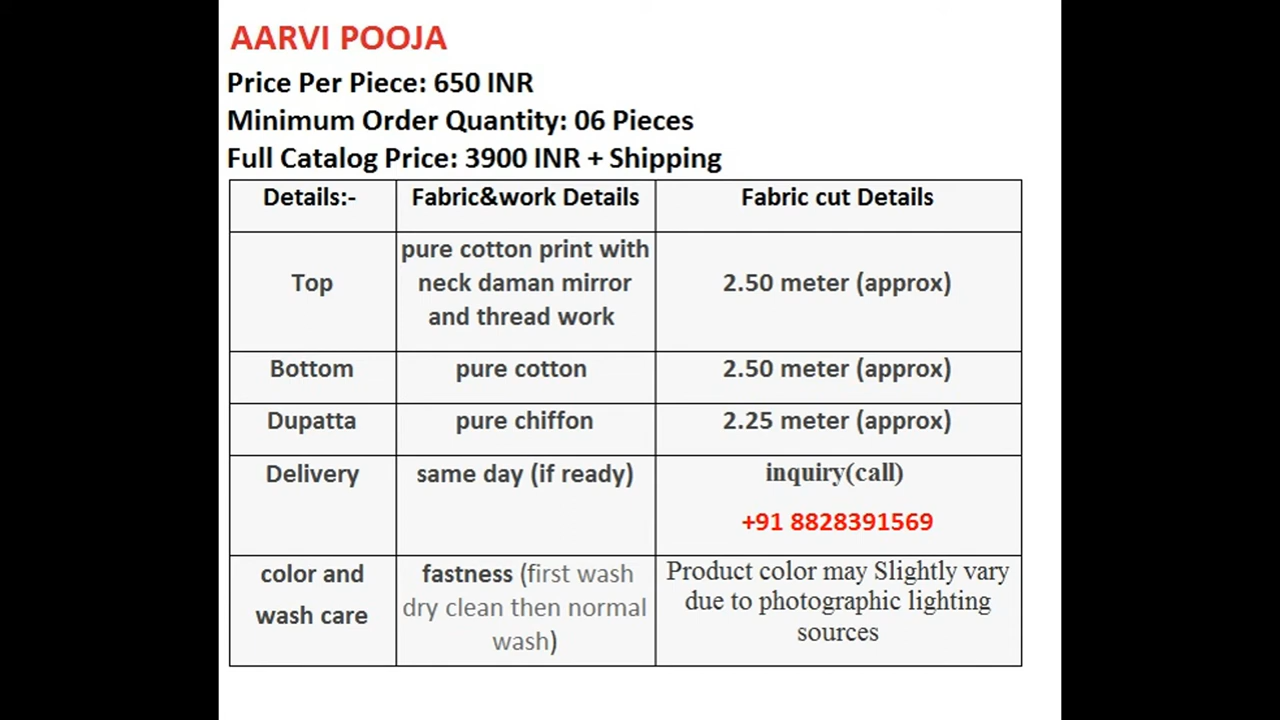 AARVI POOJA
Price Per Piece: 650 INR
Minimum Order Quantity: 06 Pieces
Full Catalog Price: 3900 INR + Shipping
Details:- Fabric&work Details Fabric cut Details
Top
pure cotton print with
neck daman mirror
and thread work
2.50 meter (approx)
Bottom pure cotton 2.50 meter (approx)
Dupatta pure chiffon 2.25 meter (approx)
Delivery same day (if ready) inquiry(call)
+91 8828391569
color and
wash care
fastness (first wash
dry clean then normal
wash)
Product color may Slightly vary
due to photographic lighting
sources